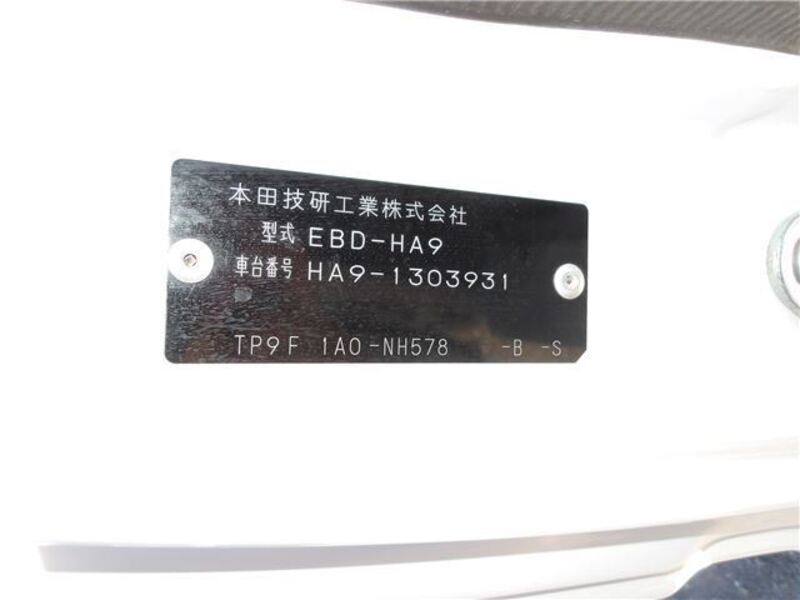 本田技研工業株式会社
型式 EBD-HA9
車台番号 HA9-1303931
TP9F 1A0-NH578 -B -S